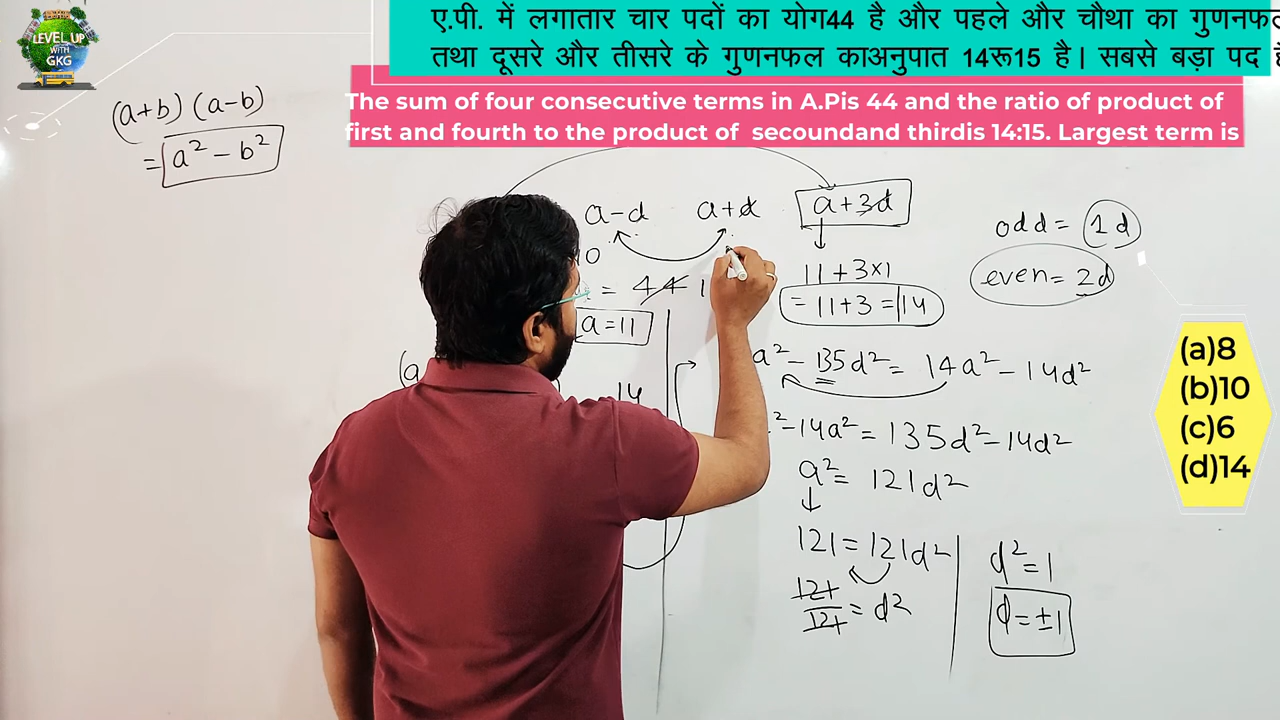 LEVEL UP
WITH
GKG
ए.पी. में लगातार चार पदों का योग44 है और पहले और चौथा का
तथा दूसरे और तीसरे के गुणनफल काअनुपात 14रू15 है। सबसे बड़ा पद
The sum of four consecutive terms in A.Pis 44 and the ratio of product of
first and fourth to the product of secoundand thirdis 14:15. Largest term is
(a+b) (a-b)
= a² - b²
a-d a+d a+3d
odd = 1d
even = 2d
10
= 44
11+3×1
= 11+3 = 14
a=11
14
a² - 135d² = 14a² - 14d²
-14a² = 135d² - 14d²
a² = 121d²
121 = 121d²
121/121 = d²
d² = 1
d = ±1
(a)8
(b)10
(c)6
(d)14